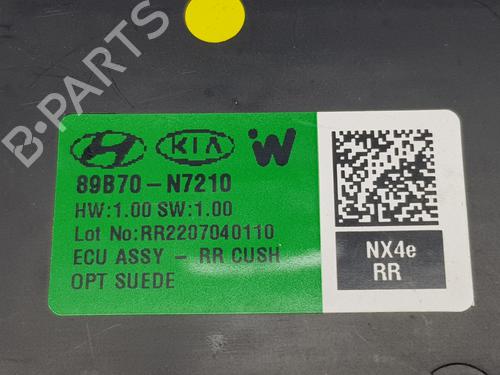 B-PARTS
KIA
89B70-N7210
HW:1.00 SW:1.00
Lot No:RR2207040110
ECU ASSY - RR CUSH
OPT SUEDE
NX4e
RR